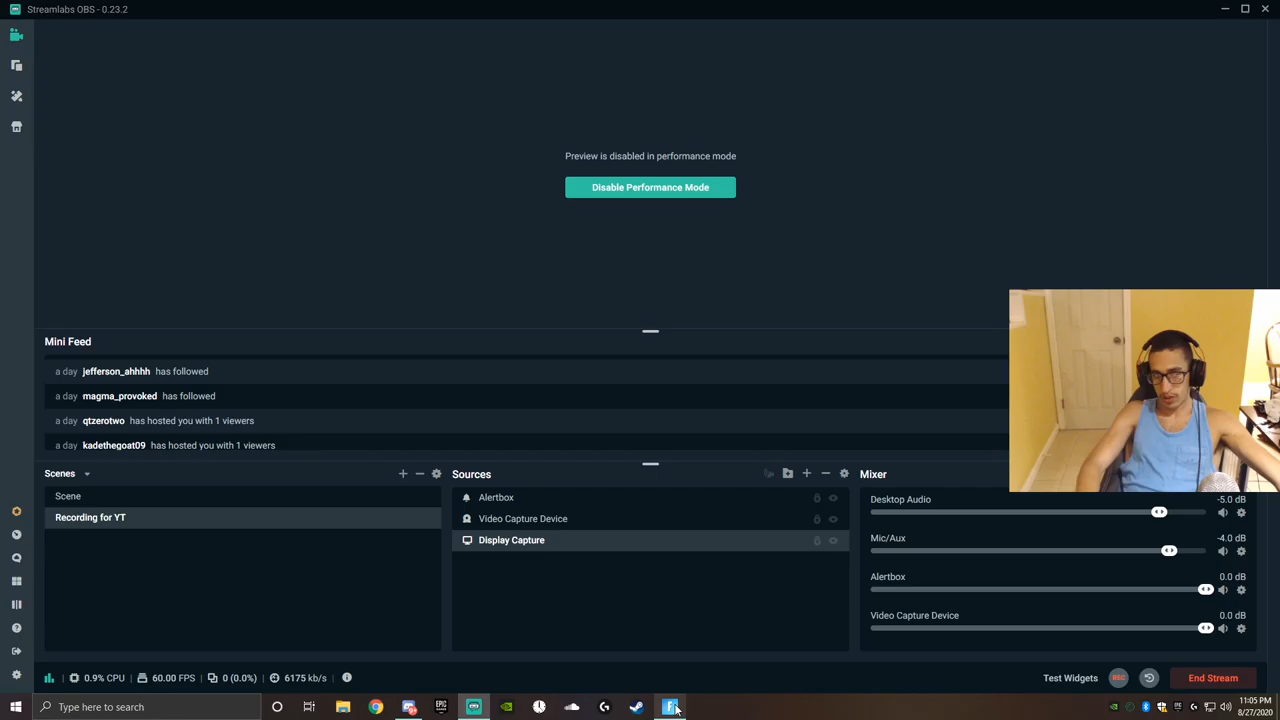 Streamlabs OBS - 0.23.2
Preview is disabled in performance mode
Disable Performance Mode
Mini Feed
a day jefferson_ahhhh has followed
a day magma_provoked has followed
a day qtzerotwo has hosted you with 1 viewers
a day kadethegoat09 has hosted you with 1 viewers
Scenes
Scene
Recording for YT
Sources
Alertbox
Video Capture Device
Display Capture
Mixer
Desktop Audio -5.0 dB
Mic/Aux -4.0 dB
Alertbox 0.0 dB
Video Capture Device 0.0 dB
0.9% CPU 60.00 FPS 0 (0.0%) 6175 kb/s
Test Widgets REC End Stream
Type here to search
EPIC
11:05 PM
8/27/2020